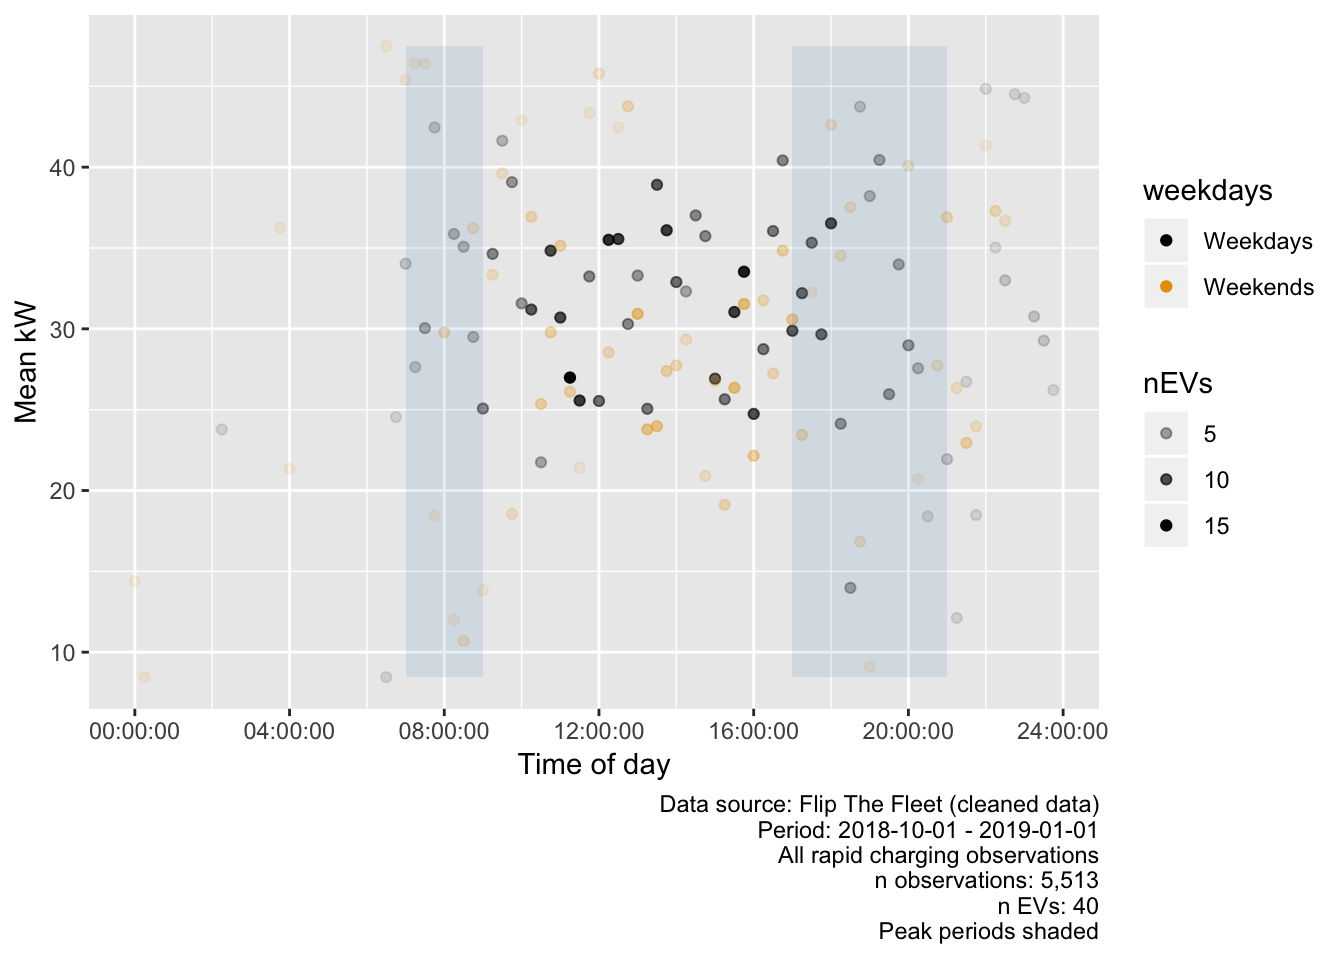 40
30
20
10
Mean kW
00:00:00 04:00:00 08:00:00 12:00:00 16:00:00 20:00:00 24:00:00
Time of day
weekdays
Weekdays
Weekends
nEVs
5
10
15
Data source: Flip The Fleet (cleaned data)
Period: 2018-10-01 - 2019-01-01
All rapid charging observations
n observations: 5,513
n EVs: 40
Peak periods shaded